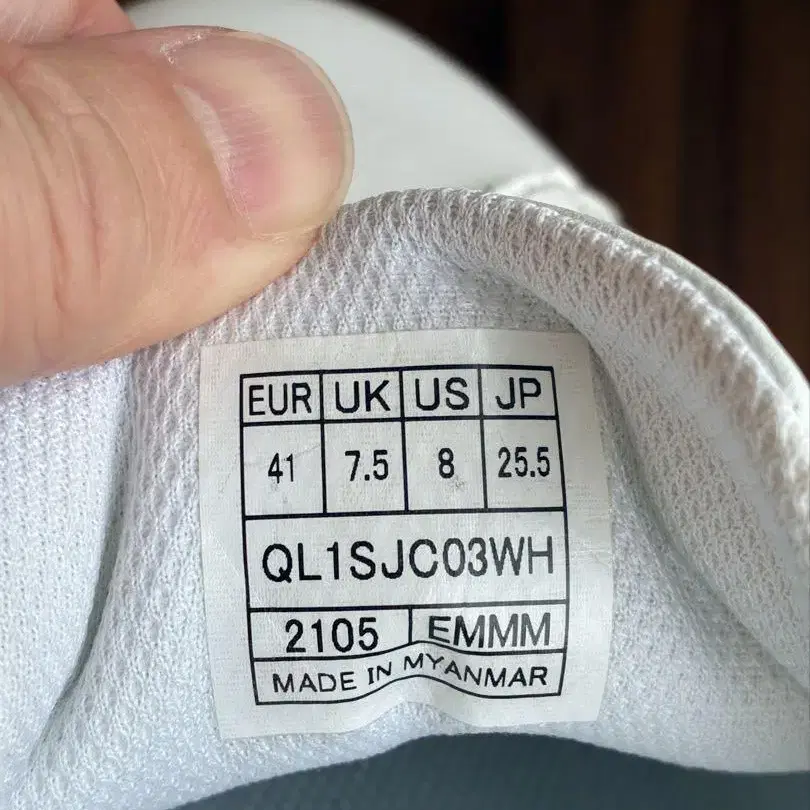 EUR UK US JP
41 7.5 8 25.5
QL1SJC03WH
2105 EMMM
MADE IN MYANMAR